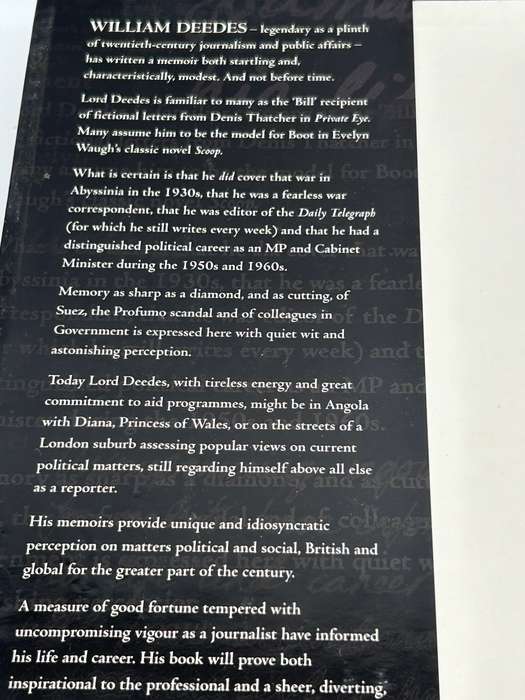 WILLIAM DEEDES – legendary as a plinth
of twentieth-century journalism and public affairs –
has written a memoir both startling and,
characteristically, modest. And not before time.
Lord Deedes is familiar to many as the 'Bill' recipient
of fictional letters from Denis Thatcher in Private Eye.
Many assume him to be the model for Boot in Evelyn
Waugh's classic novel Scoop.
What is certain is that he did cover that war in
Abyssinia in the 1930s, that he was a fearless war
correspondent, that he was editor of the Daily Telegraph
(for which he still writes every week) and that he had a
distinguished political career as an MP and Cabinet
Minister during the 1950s and 1960s.
Memory as sharp as a diamond, and as cutting, of
Suez, the Profumo scandal and of colleagues in
Government is expressed here with quiet wit and
astonishing perception.
Today Lord Deedes, with tireless energy and great
commitment to aid programmes, might be in Angola
with Diana, Princess of Wales, or on the streets of a
London suburb assessing popular views on current
political matters, still regarding himself above all else
as a reporter.
His memoirs provide unique and idiosyncratic
perception on matters political and social, British and
global for the greater part of the century.
A measure of good fortune tempered with
uncompromising vigour as a journalist have informed
his life and career. His book will prove both
inspirational to the professional and a sheer, diverting,